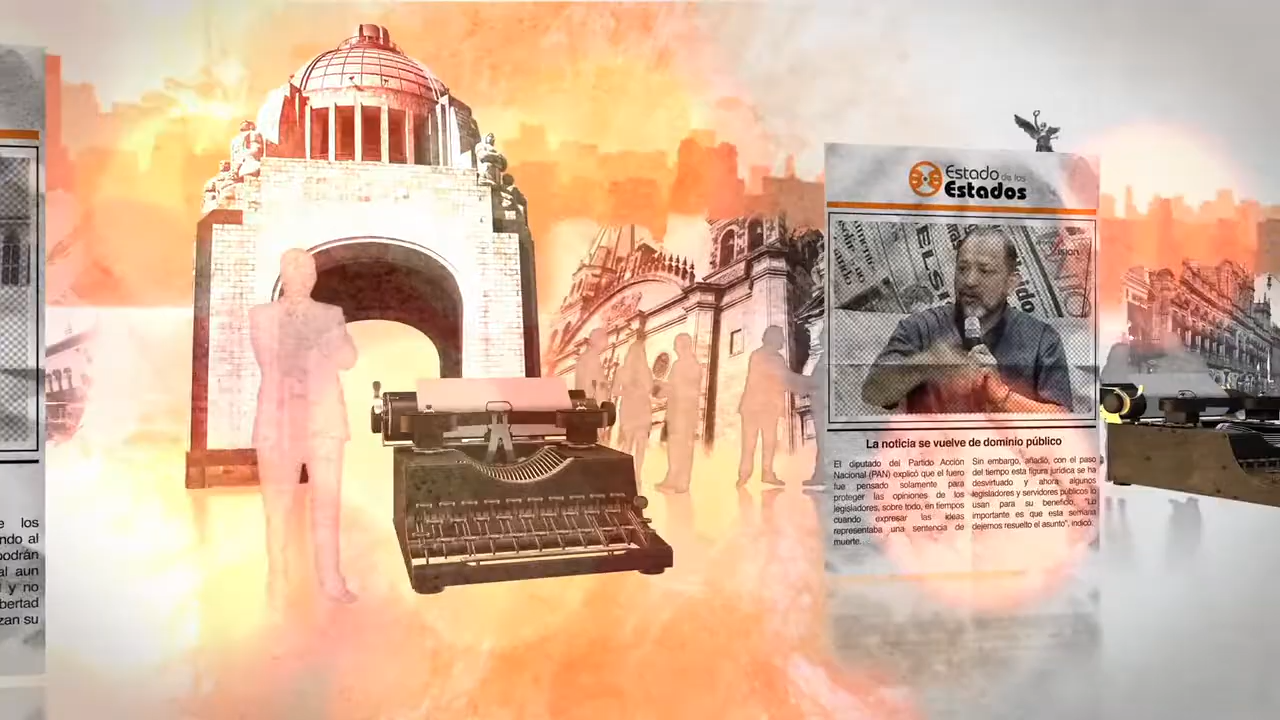 e los
ndo al
podrán
al aun
l y no
bertad
zan su
Estado de los
Estados
EL SI
La noticia se vuelve de dominio público
El diputado del Partido Acción
Nacional (PAN) explicó que el fuero
fue pensado solamente para
proteger las opiniones de los
legisladores, sobre todo, en tiempos
cuando expresar las ideas
representaba una sentencia de
muerte.
Sin embargo, añadió, con el paso
del tiempo esta figura jurídica se ha
desvirtuado y ahora algunos
legisladores y servidores públicos lo
usan para su beneficio, "Lo
importante es que esta semana
dejemos resuelto el asunto", indicó.